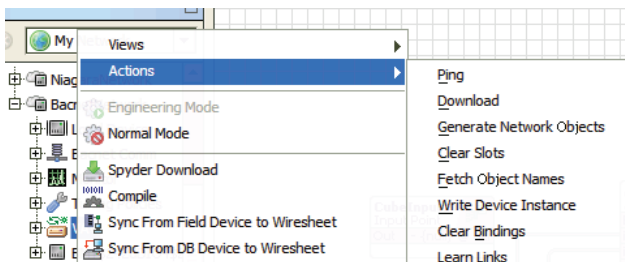 My
Views
Actions
Niag
Bacr
Engineering Mode
Normal Mode
Spyder Download
Compile
Sync From Field Device to Wiresheet
Sync From DB Device to Wiresheet
Ping
Download
Generate Network Objects
Clear Slots
Fetch Object Names
Write Device Instance
Clear Bindings
Learn Links